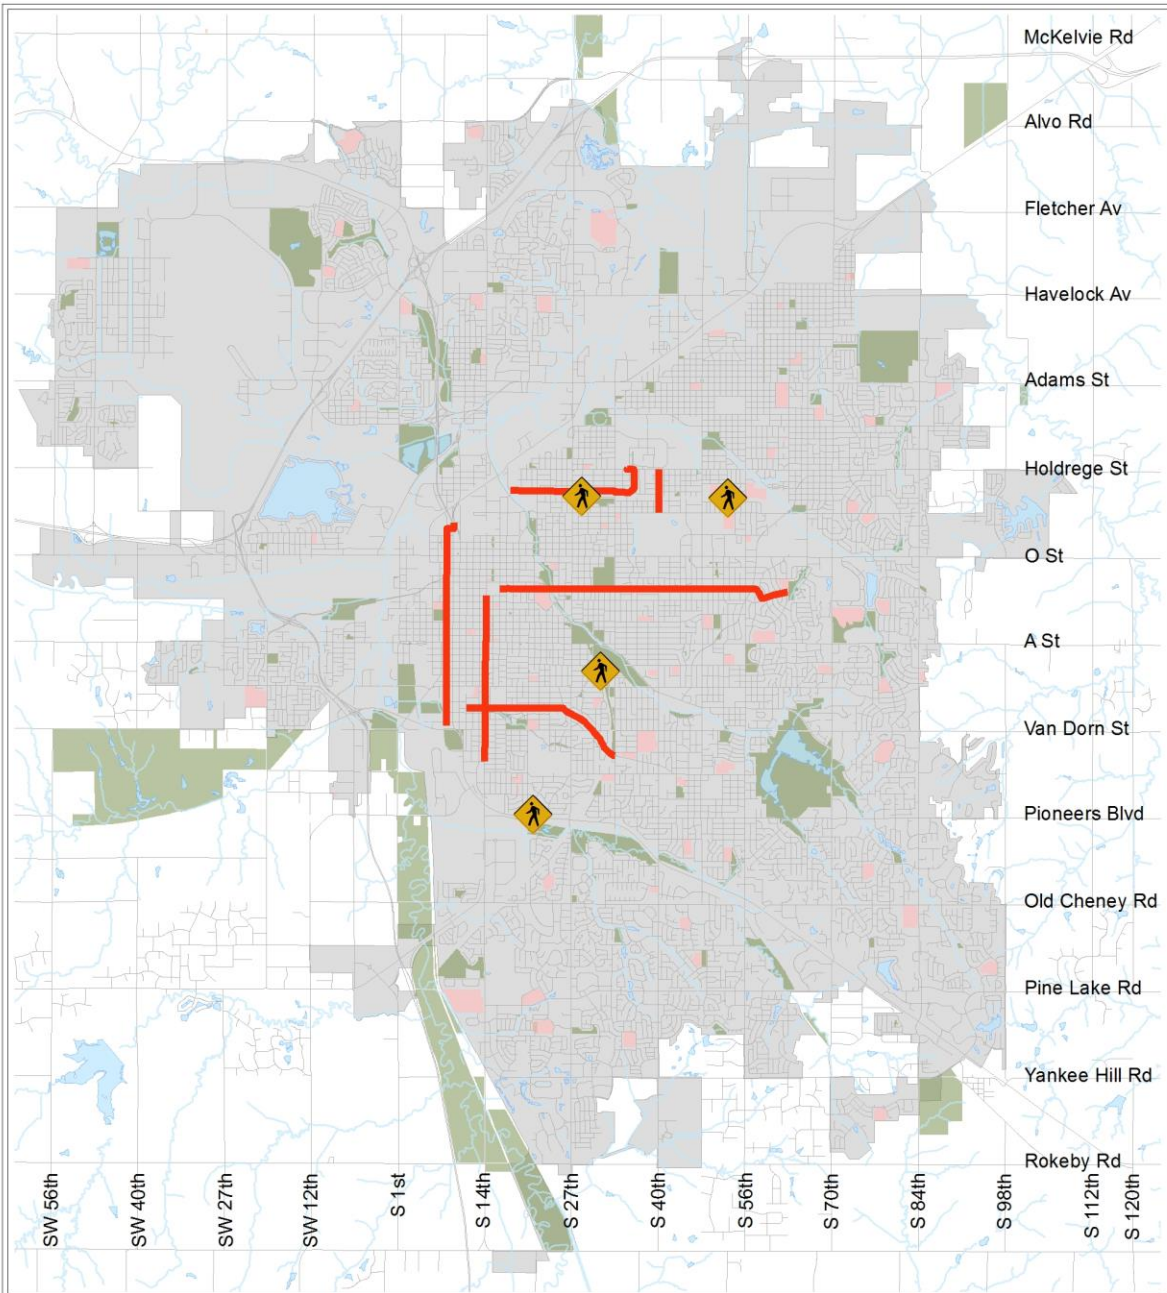 McKelvie Rd
Alvo Rd
Fletcher Av
Havelock Av
Adams St
Holdrege St
O St
A St
Van Dorn St
Pioneers Blvd
Old Cheney Rd
Pine Lake Rd
Yankee Hill Rd
Rokeby Rd
SW 56th
SW 40th
SW 27th
SW 12th
S 1st
S 14th
S 27th
S 40th
S 56th
S 70th
S 84th
S 98th
S 112th
S 120th